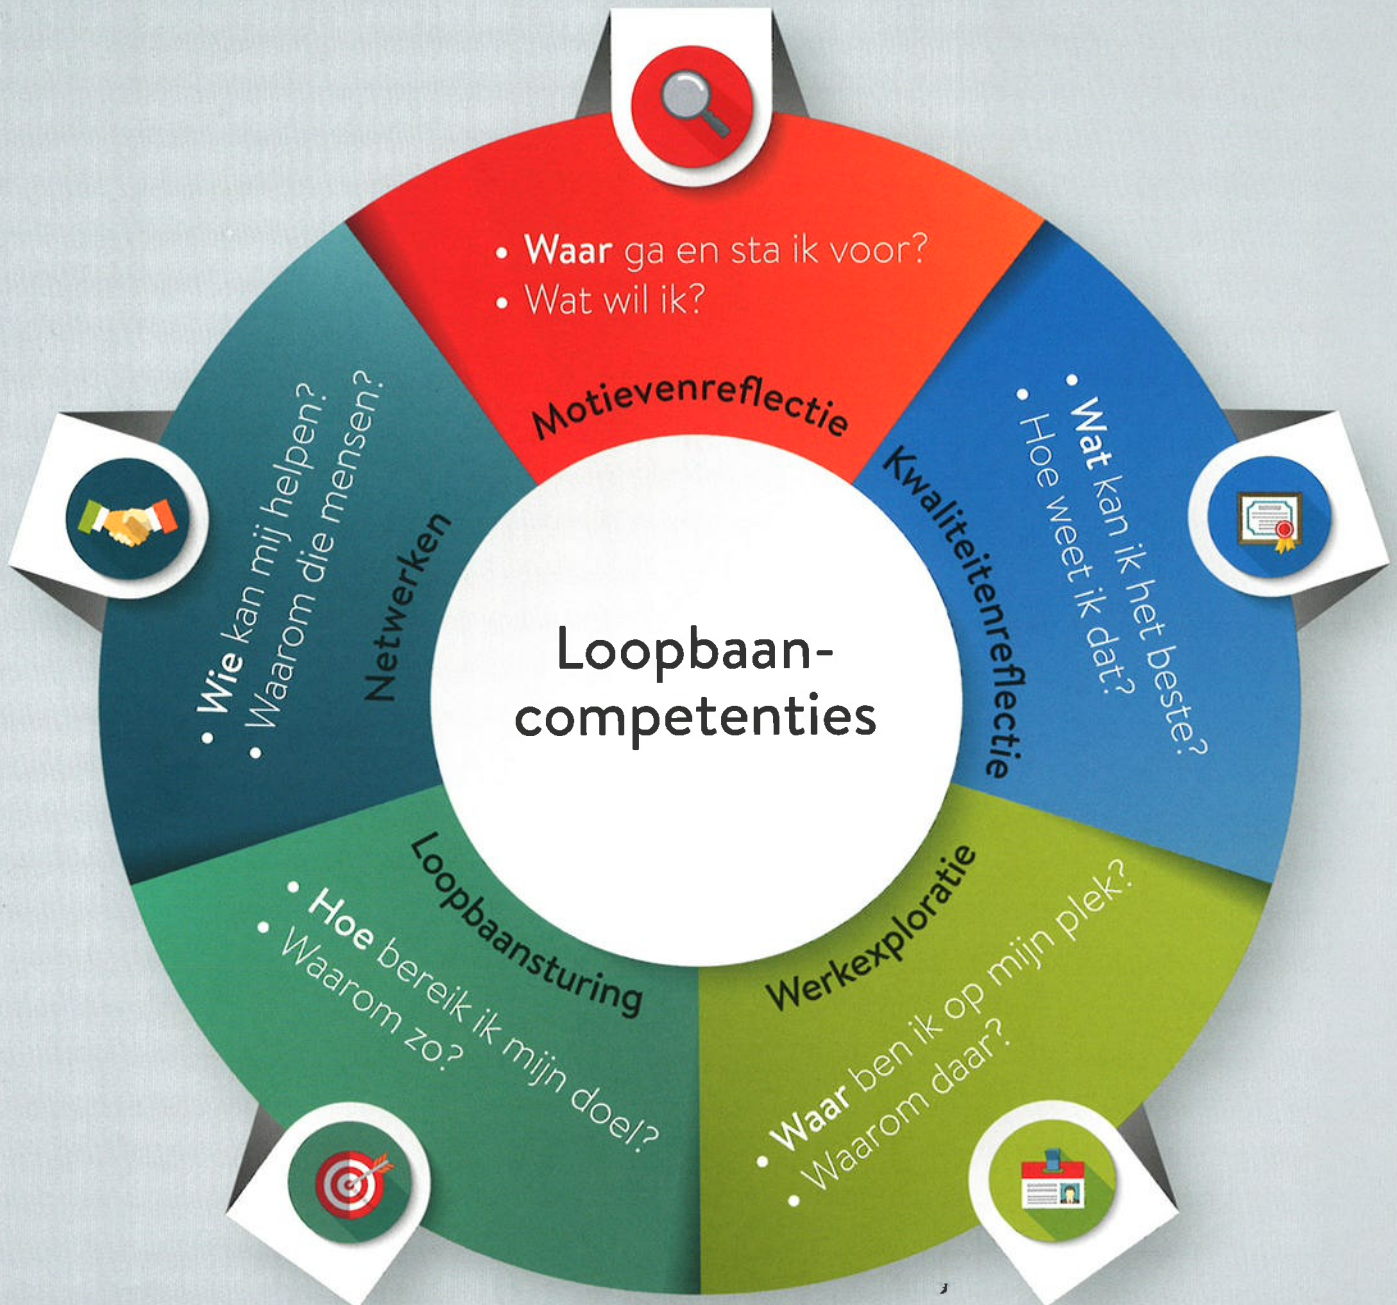 • Waar ga en sta ik voor?
• Wat wil ik?
Motievenreflectie
• Wat kan ik het beste?
• Hoe weet ik dat?
Kwaliteitenreflectie
• Waar ben ik op mijn plek?
• Waarom daar?
Werkexploratie
• Hoe bereik ik mijn doel?
• Waarom zo?
Loopbaansturing
• Wie kan mij helpen?
• Waarom die mensen?
Netwerken
Loopbaan-
competenties